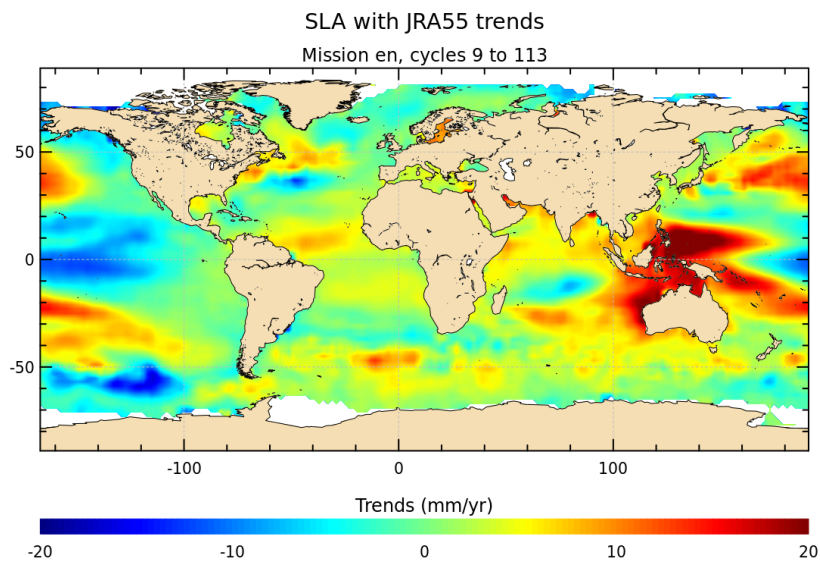 SLA with JRA55 trends
Mission en, cycles 9 to 113
50
0
-50
-100 0 100
Trends (mm/yr)
-20 -10 0 10 20